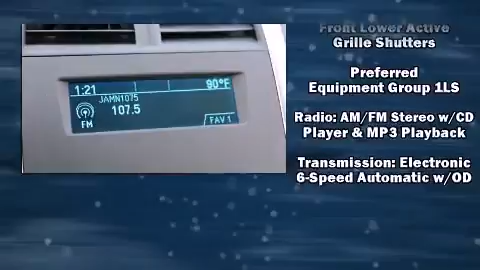 1:21
90°F
JAMN1075
107.5
FM
FAV 1
Front Lower Active
Grille Shutters
Preferred
Equipment Group 1LS
Radio: AM/FM Stereo w/CD
Player & MP3 Playback
Transmission: Electronic
6-Speed Automatic w/OD